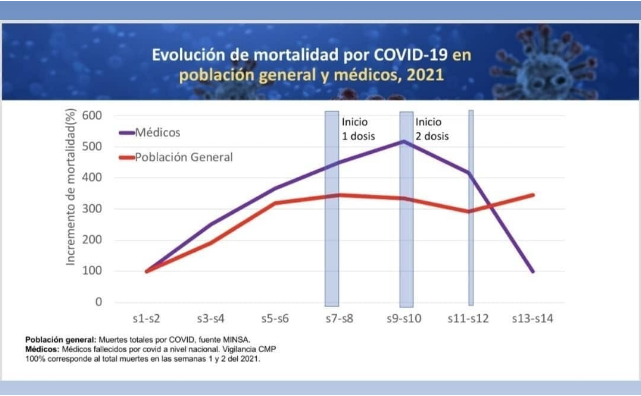 Evolución de mortalidad por COVID-19 en
población general y médicos, 2021
Incremento de mortalidad(%)
600
500
400
300
200
100
0
Médicos
Población General
Inicio
1 dosis
Inicio
2 dosis
s1-s2
s3-s4
s5-s6
s7-s8
s9-s10
s11-s12
s13-s14
Población general: Muertes totales por COVID, fuente MINSA.
Médicos: Médicos fallecidos por covid a nivel nacional. Vigilancia CMP
100% corresponde al total muertes en las semanas 1 y 2 del 2021.